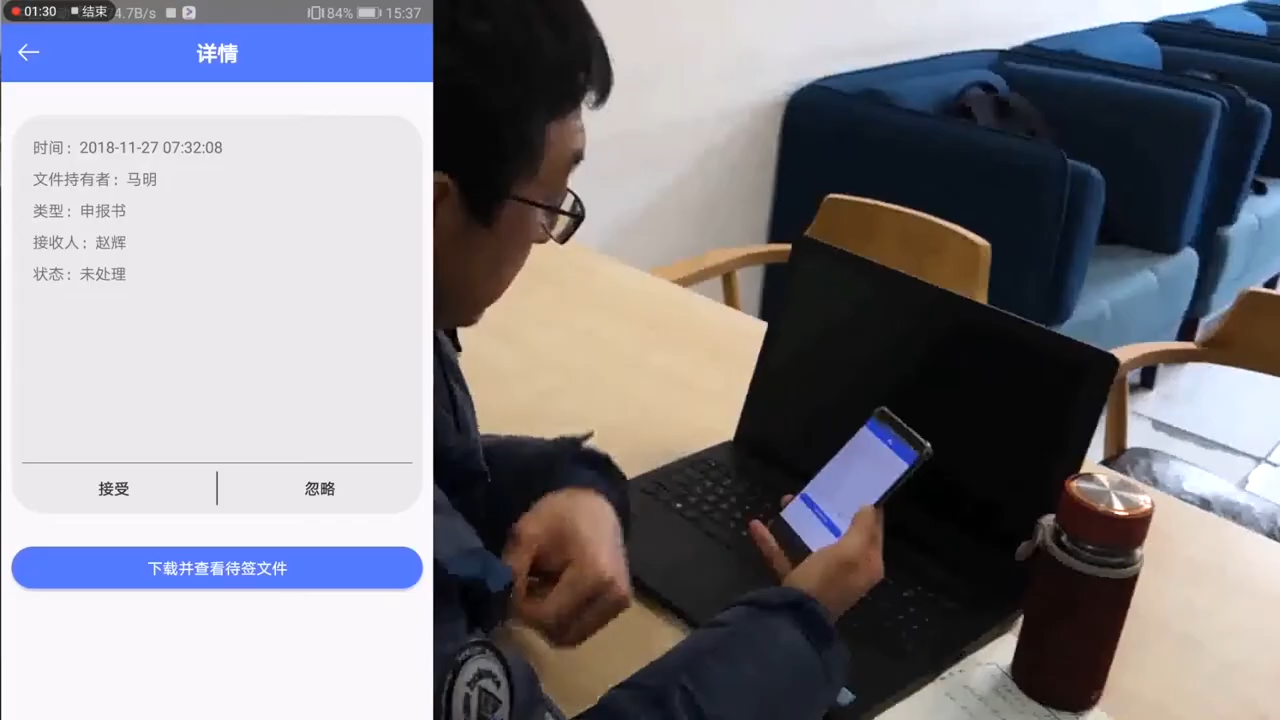 01:30 结束 4.7B/s 84% 15:37
详情
时间：2018-11-27 07:32:08
文件持有者：马明
类型：申报书
接收人：赵辉
状态：未处理
接受 忽略
下载并查看待签文件